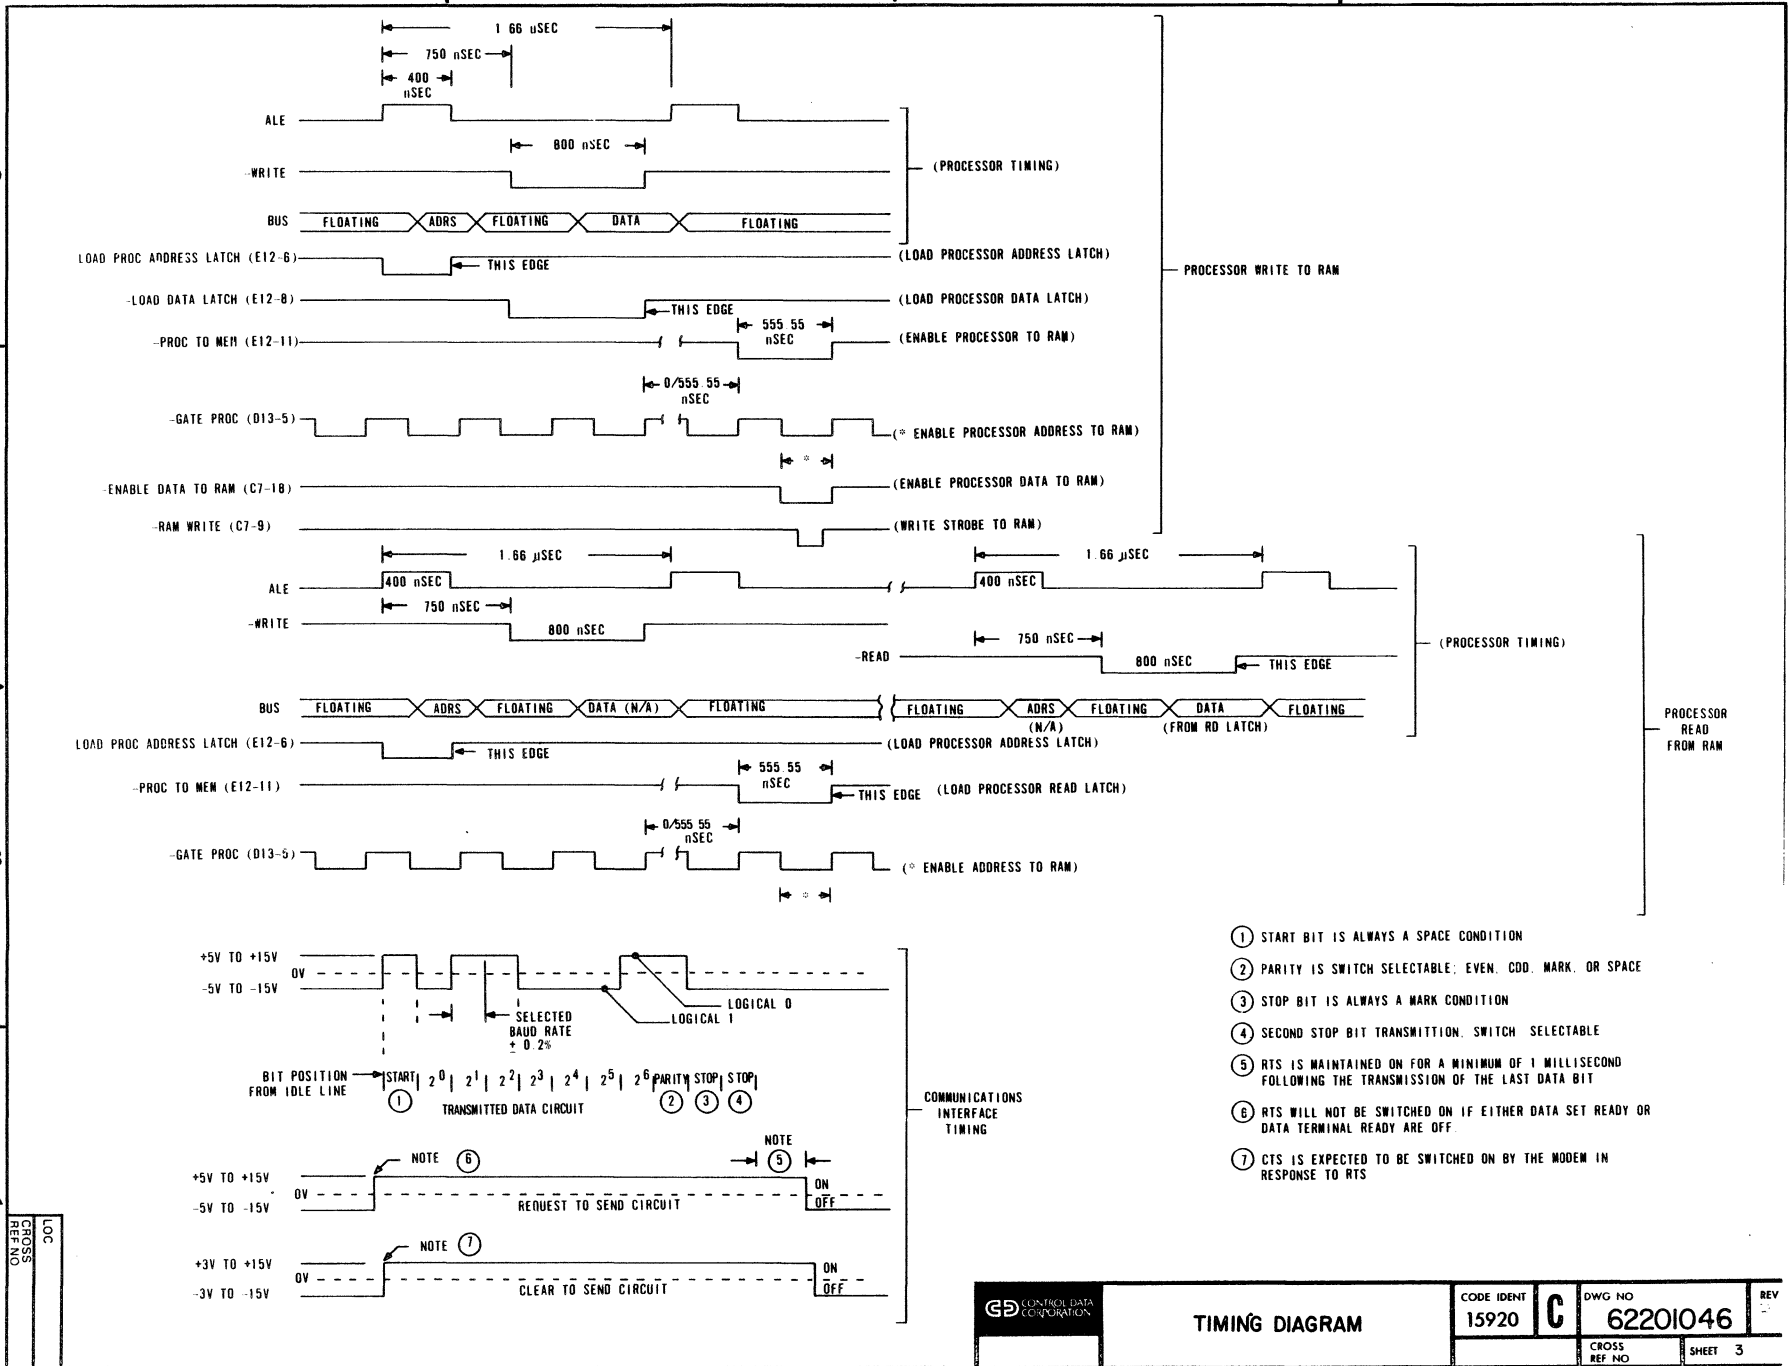 1 66 uSEC
750 nSEC
400
nSEC
ALE
800 nSEC
-WRITE
(PROCESSOR TIMING)
BUS FLOATING ADRS FLOATING DATA FLOATING
LOAD PROC ADDRESS LATCH (E12-6) THIS EDGE (LOAD PROCESSOR ADDRESS LATCH)
PROCESSOR WRITE TO RAM
-LOAD DATA LATCH (E12-8) THIS EDGE (LOAD PROCESSOR DATA LATCH)
555.55
nSEC
-PROC TO MEM (E12-11) (ENABLE PROCESSOR TO RAM)
0/555.55
nSEC
-GATE PROC (D13-5) (* ENABLE PROCESSOR ADDRESS TO RAM)
*
-ENABLE DATA TO RAM (C7-18) (ENABLE PROCESSOR DATA TO RAM)
-RAM WRITE (C7-9) (WRITE STROBE TO RAM)
1.66 µSEC 1.66 µSEC
ALE 400 nSEC 400 nSEC
750 nSEC
-WRITE 800 nSEC
750 nSEC
(PROCESSOR TIMING)
-READ 800 nSEC THIS EDGE
BUS FLOATING ADRS FLOATING DATA (N/A) FLOATING FLOATING ADRS FLOATING DATA FLOATING
(N/A) (FROM RD LATCH)
PROCESSOR
READ
FROM RAM
LOAD PROC ADDRESS LATCH (E12-6) THIS EDGE (LOAD PROCESSOR ADDRESS LATCH)
555.55
nSEC
-PROC TO MEM (E12-11) THIS EDGE (LOAD PROCESSOR READ LATCH)
0/555 55
nSEC
-GATE PROC (D13-5) (* ENABLE ADDRESS TO RAM)
*
+5V TO +15V
0V
-5V TO -15V
LOGICAL 0
LOGICAL 1
SELECTED
BAUD RATE
± 0.2%
BIT POSITION
FROM IDLE LINE
START 2⁰ 2¹ 2² 2³ 2⁴ 2⁵ 2⁶ PARITY STOP STOP
1 2 3 4
TRANSMITTED DATA CIRCUIT
COMMUNICATIONS
INTERFACE
TIMING
NOTE 6
NOTE
5
+5V TO +15V
0V
-5V TO -15V
REQUEST TO SEND CIRCUIT
ON
OFF
NOTE 7
+3V TO +15V
0V
-3V TO -15V
CLEAR TO SEND CIRCUIT
ON
OFF
1 START BIT IS ALWAYS A SPACE CONDITION
2 PARITY IS SWITCH SELECTABLE; EVEN, CDD, MARK, OR SPACE
3 STOP BIT IS ALWAYS A MARK CONDITION
4 SECOND STOP BIT TRANSMITTION, SWITCH SELECTABLE
5 RTS IS MAINTAINED ON FOR A MINIMUM OF 1 MILLISECOND
FOLLOWING THE TRANSMISSION OF THE LAST DATA BIT
6 RTS WILL NOT BE SWITCHED ON IF EITHER DATA SET READY OR
DATA TERMINAL READY ARE OFF.
7 CTS IS EXPECTED TO BE SWITCHED ON BY THE MODEM IN
RESPONSE TO RTS
LOC
CROSS
REF NO
CONTROL DATA
CORPORATION
TIMING DIAGRAM
CODE IDENT
15920
C
DWG NO
62201046
REV
CROSS
REF NO
SHEET 3